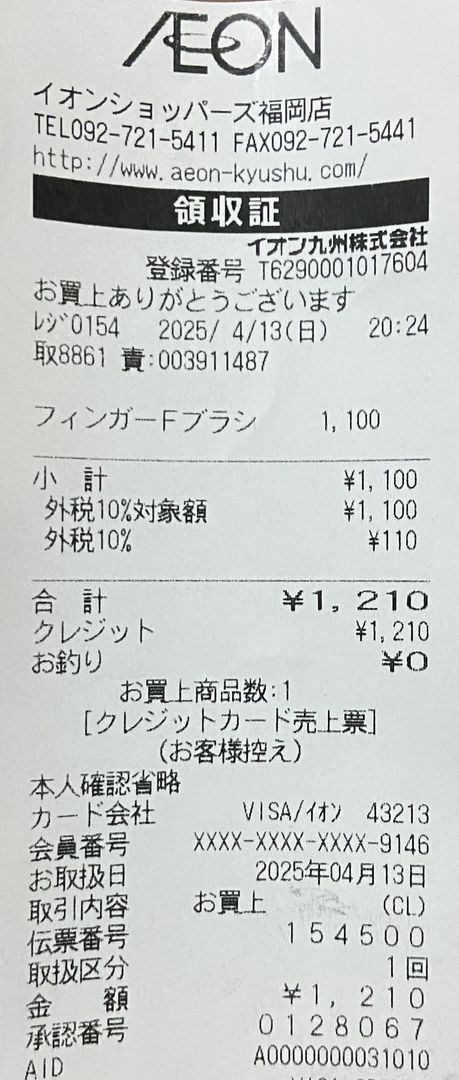 ÆON
イオンショッパーズ福岡店
TEL092-721-5411 FAX092-721-5441
http://www.aeon-kyushu.com/
領収証
イオン九州株式会社
登録番号 T6290001017604
お買上ありがとうございます
ﾚｼﾞ0154 2025/ 4/13(日) 20:24
取8861 責:003911487
フィンガーFブラシ 1,100
小 計 ¥1,100
外税10%対象額 ¥1,100
外税10% ¥110
合 計 ¥1,210
クレジット ¥1,210
お釣り ¥0
お買上商品数:1
[クレジットカード売上票]
(お客様控え)
本人確認省略
カード会社 VISA/ｲｵﾝ 43213
会員番号 XXXX-XXXX-XXXX-9146
お取扱日 2025年04月13日
取引内容 お買上 (CL)
伝票番号 154500
取扱区分 1回
金 額 ¥1,210
承認番号 0128067
AID A0000000031010